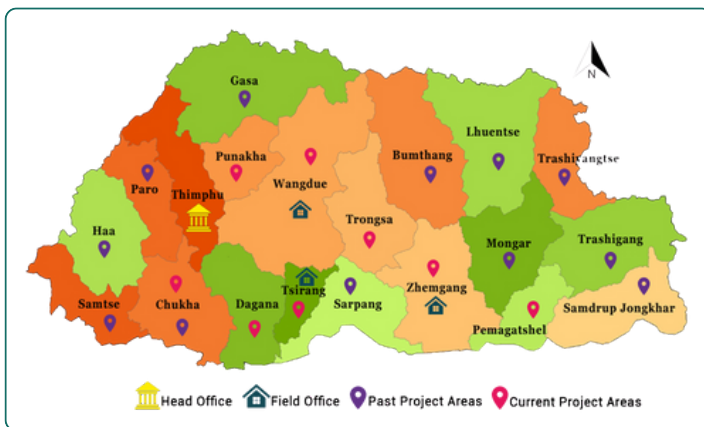 N
Gasa
Lhuentse
Punakha
Bumthang
Trashiyangtse
Paro
Thimphu
Wangdue
Trongsa
Haa
Mongar
Trashigang
Zhemgang
Tsirang
Samtse
Chukha
Dagana
Sarpang
Samdrup Jongkhar
Pemagatshel
Head Office
Field Office
Past Project Areas
Current Project Areas